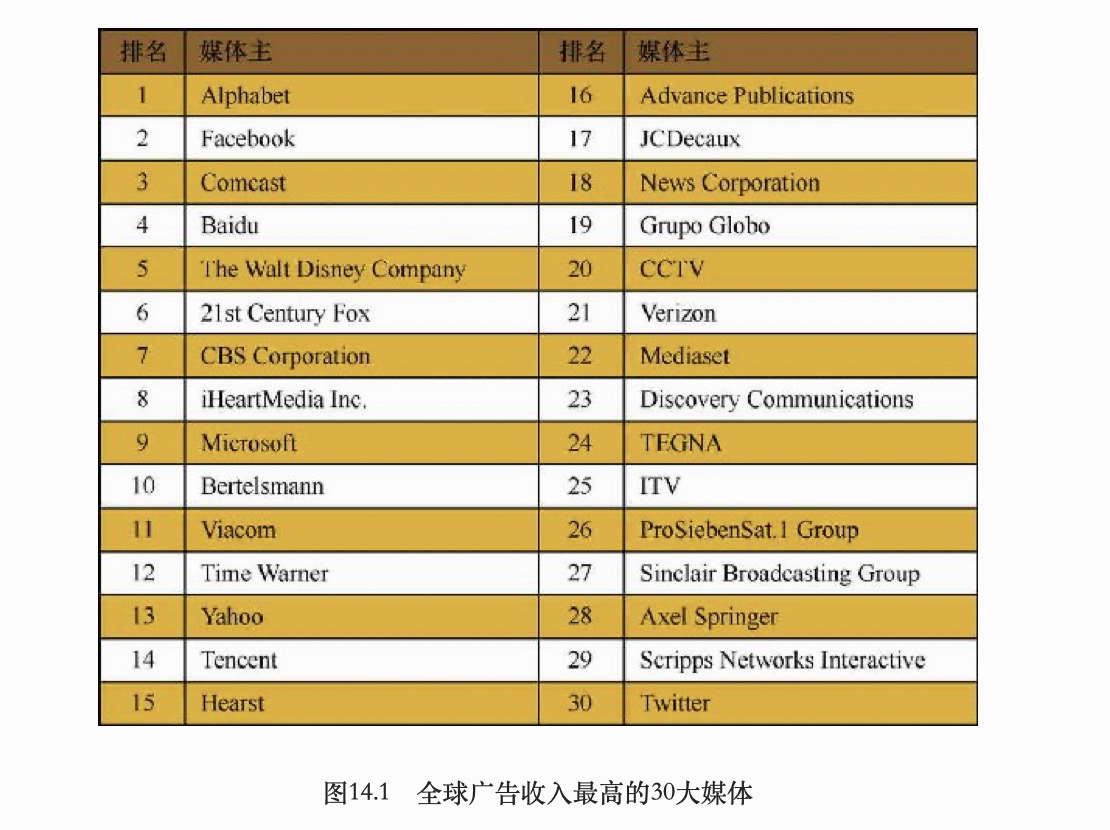 排名 媒体主 排名 媒体主
1 Alphabet 16 Advance Publications
2 Facebook 17 JCDecaux
3 Comcast 18 News Corporation
4 Baidu 19 Grupo Globo
5 The Walt Disney Company 20 CCTV
6 21st Century Fox 21 Verizon
7 CBS Corporation 22 Mediaset
8 iHeartMedia Inc. 23 Discovery Communications
9 Microsoft 24 TEGNA
10 Bertelsmann 25 ITV
11 Viacom 26 ProSiebenSat.1 Group
12 Time Warner 27 Sinclair Broadcasting Group
13 Yahoo 28 Axel Springer
14 Tencent 29 Scripps Networks Interactive
15 Hearst 30 Twitter
图14.1 全球广告收入最高的30大媒体